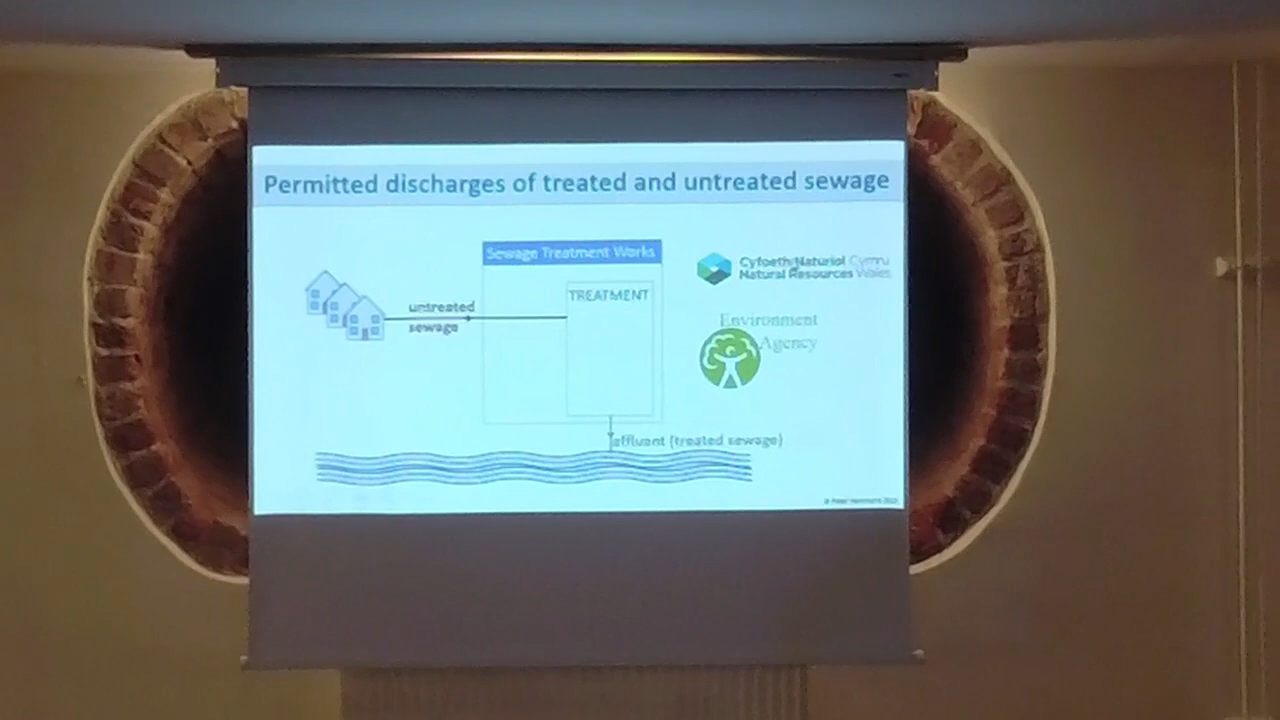 Permitted discharges of treated and untreated sewage
Sewage Treatment Works
TREATMENT
untreated
sewage
Cyfoeth Naturiol Cymru
Natural Resources Wales
Environment
Agency
effluent (treated sewage)